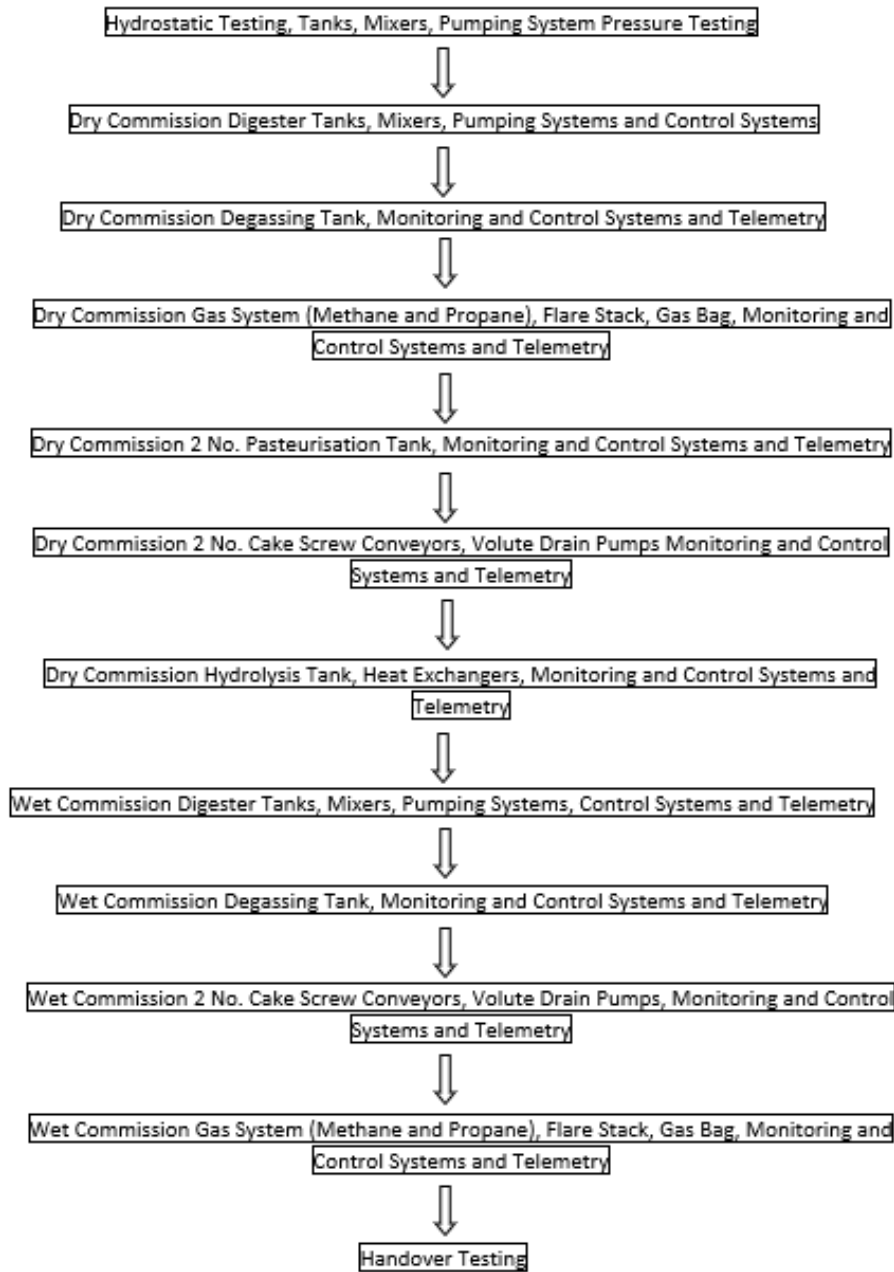 Hydrostatic Testing, Tanks, Mixers, Pumping System Pressure Testing
Dry Commission Digester Tanks, Mixers, Pumping Systems and Control Systems
Dry Commission Degassing Tank, Monitoring and Control Systems and Telemetry
Dry Commission Gas System (Methane and Propane), Flare Stack, Gas Bag, Monitoring and
Control Systems and Telemetry
Dry Commission 2 No. Pasteurisation Tank, Monitoring and Control Systems and Telemetry
Dry Commission 2 No. Cake Screw Conveyors, Volute Drain Pumps Monitoring and Control
Systems and Telemetry
Dry Commission Hydrolysis Tank, Heat Exchangers, Monitoring and Control Systems and
Telemetry
Wet Commission Digester Tanks, Mixers, Pumping Systems, Control Systems and Telemetry
Wet Commission Degassing Tank, Monitoring and Control Systems and Telemetry
Wet Commission 2 No. Cake Screw Conveyors, Volute Drain Pumps, Monitoring and Control
Systems and Telemetry
Wet Commission Gas System (Methane and Propane), Flare Stack, Gas Bag, Monitoring and
Control Systems and Telemetry
Handover Testing